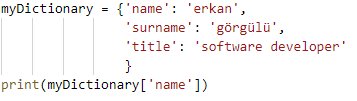 myDictionary = {'name': 'erkan',
'surname': 'görgülü',
'title': 'software developer'
}
print(myDictionary['name'])